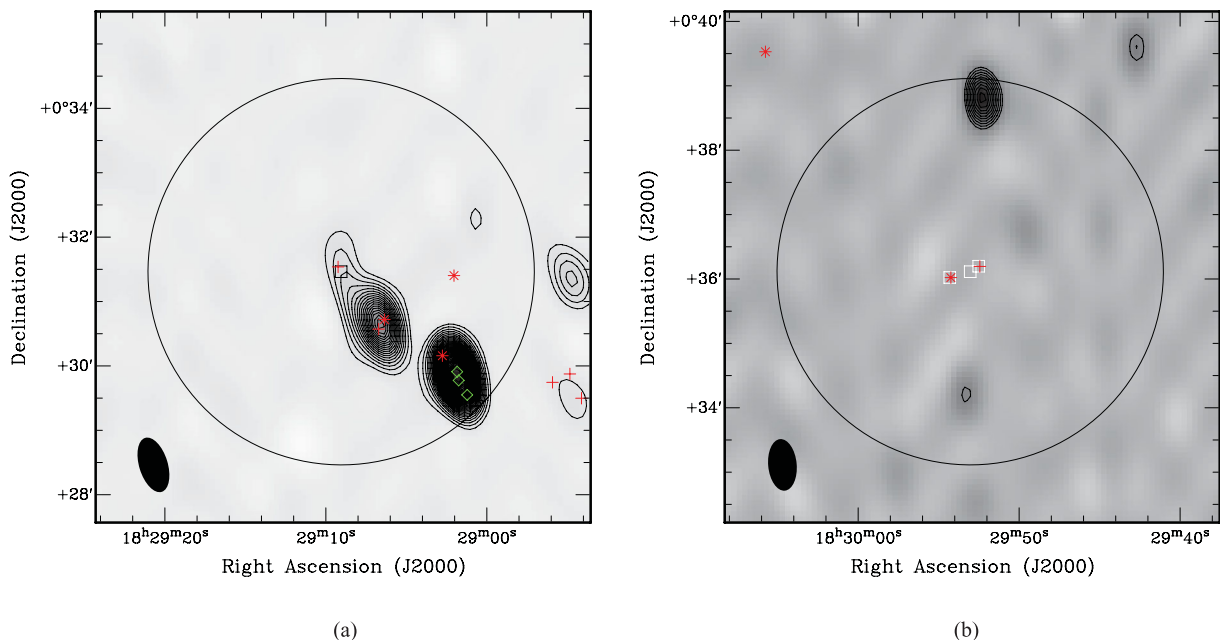 +0°34′
+32′
+30′
+28′
Declination (J2000)
18ʰ29ᵐ20ˢ
29ᵐ10ˢ
29ᵐ00ˢ
Right Ascension (J2000)
(a)
+0°40′
+38′
+36′
+34′
Declination (J2000)
18ʰ30ᵐ00ˢ
29ᵐ50ˢ
29ᵐ40ˢ
Right Ascension (J2000)
(b)